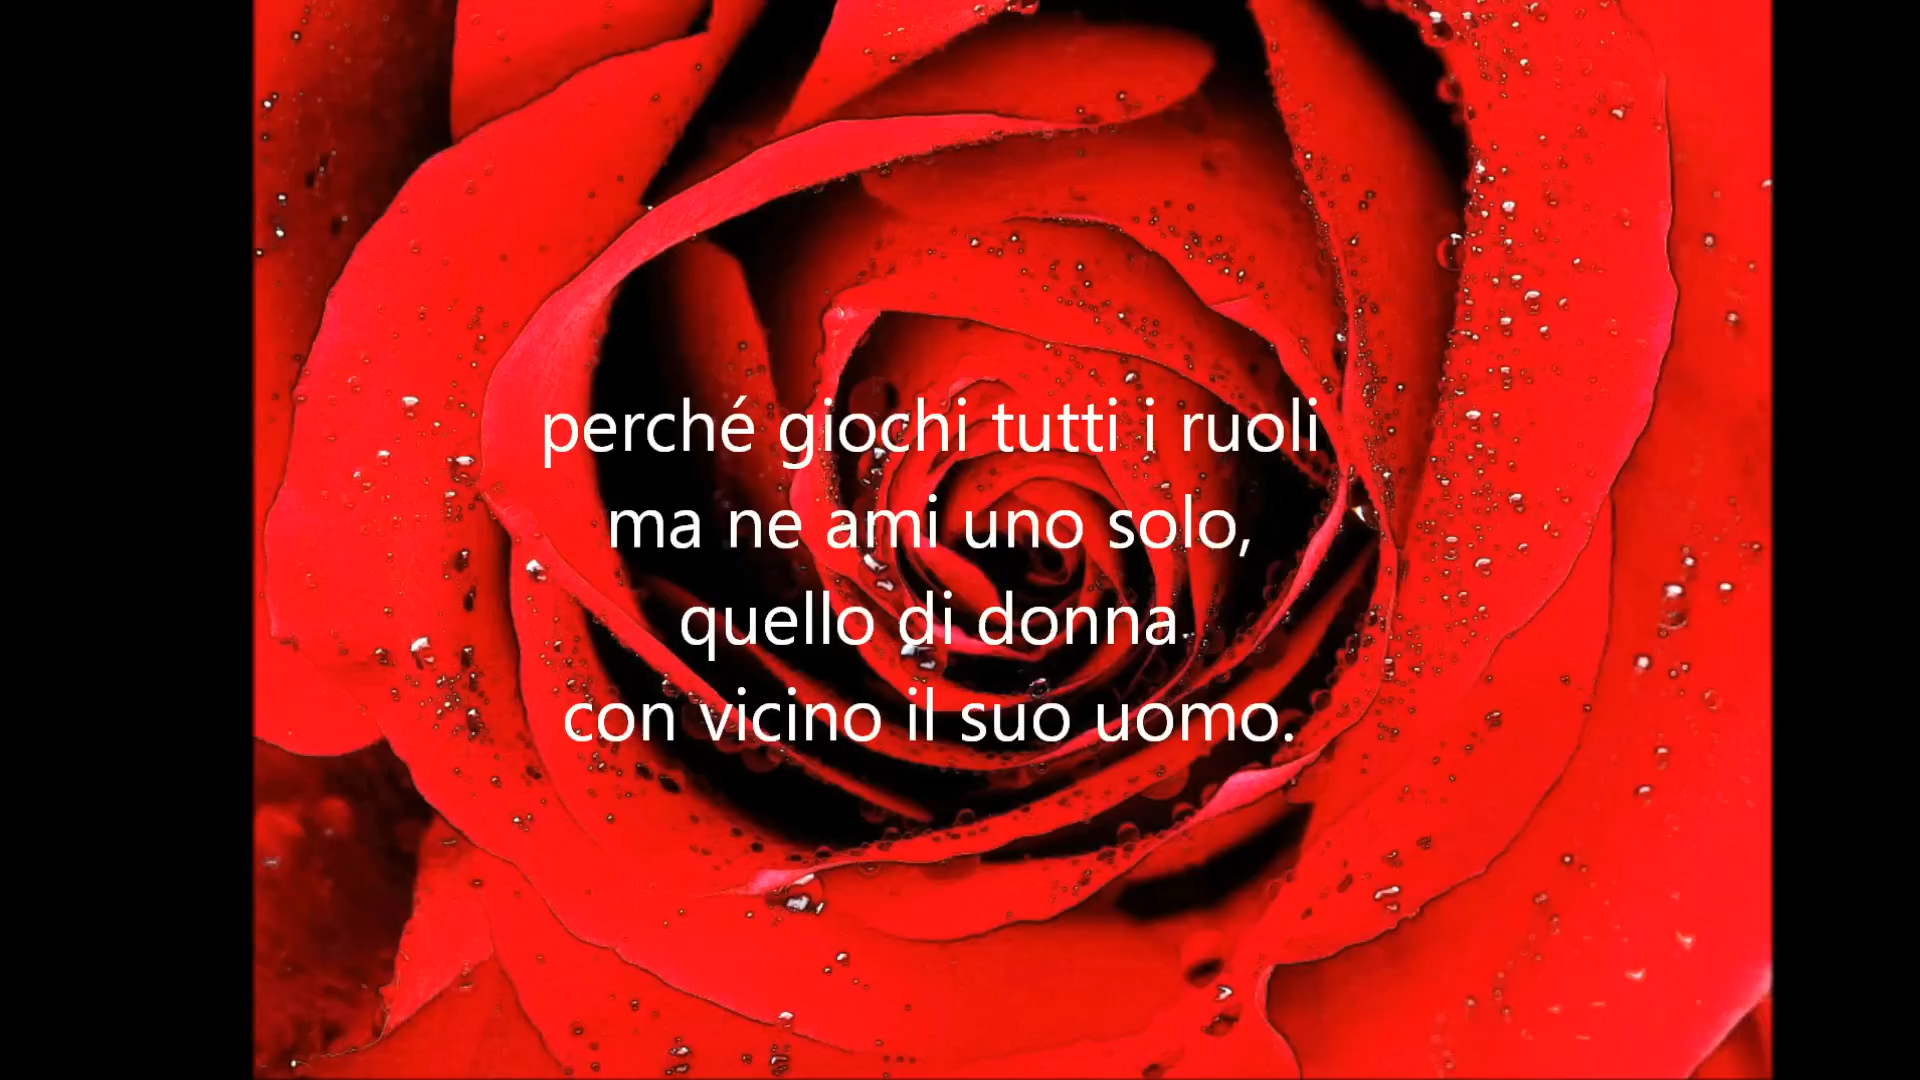 perché giochi tutti i ruoli
ma ne ami uno solo,
quello di donna
con vicino il suo uomo.